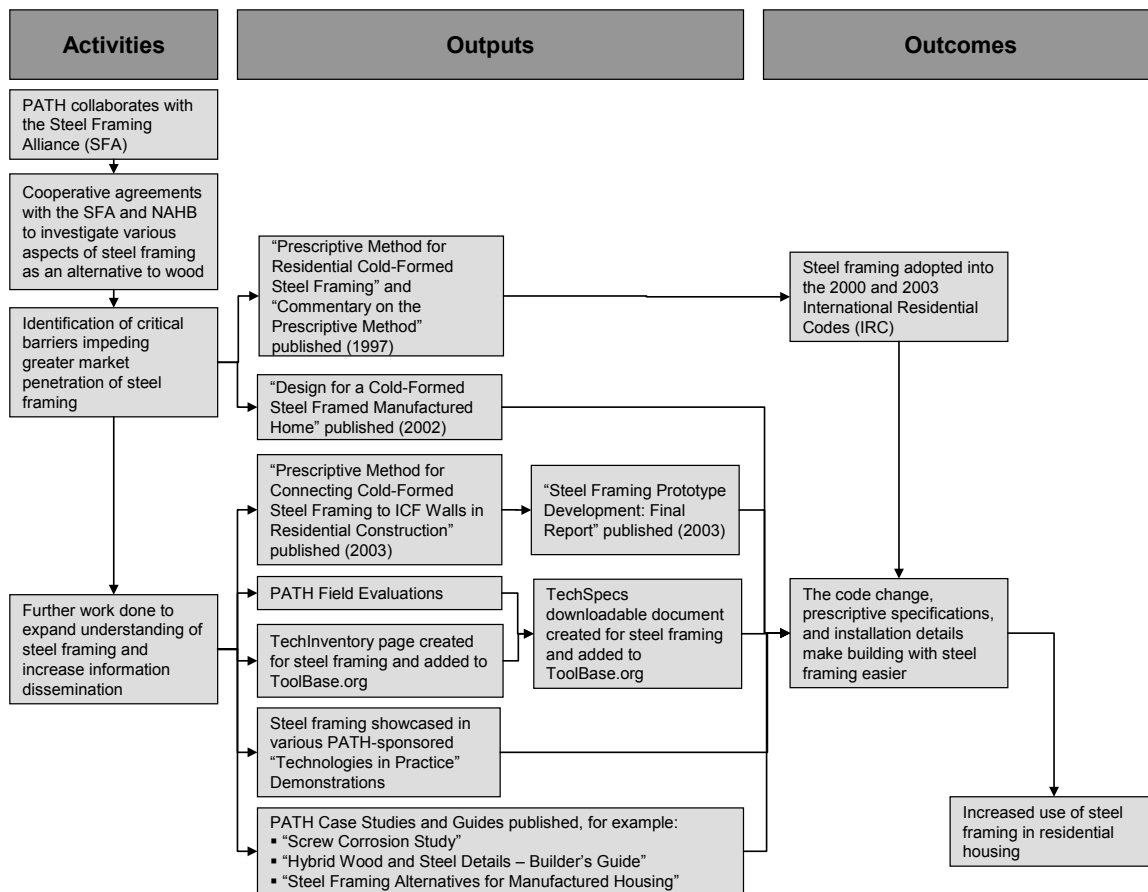 Activities
Outputs
Outcomes
PATH collaborates with
the Steel Framing
Alliance (SFA)
Cooperative agreements
with the SFA and NAHB
to investigate various
aspects of steel framing
as an alternative to wood
Identification of critical
barriers impeding
greater market
penetration of steel
framing
Further work done to
expand understanding of
steel framing and
increase information
dissemination
“Prescriptive Method for
Residential Cold-Formed
Steel Framing” and
“Commentary on the
Prescriptive Method”
published (1997)
“Design for a Cold-Formed
Steel Framed Manufactured
Home” published (2002)
“Prescriptive Method for
Connecting Cold-Formed
Steel Framing to ICF Walls in
Residential Construction”
published (2003)
“Steel Framing Prototype
Development: Final
Report” published (2003)
PATH Field Evaluations
TechInventory page created
for steel framing and added to
ToolBase.org
TechSpecs
downloadable document
created for steel framing
and added to
ToolBase.org
Steel framing showcased in
various PATH-sponsored
“Technologies in Practice”
Demonstrations
PATH Case Studies and Guides published, for example:
▪ “Screw Corrosion Study”
▪ “Hybrid Wood and Steel Details – Builder’s Guide”
▪ “Steel Framing Alternatives for Manufactured Housing”
Steel framing adopted into
the 2000 and 2003
International Residential
Codes (IRC)
The code change,
prescriptive specifications,
and installation details
make building with steel
framing easier
Increased use of steel
framing in residential
housing